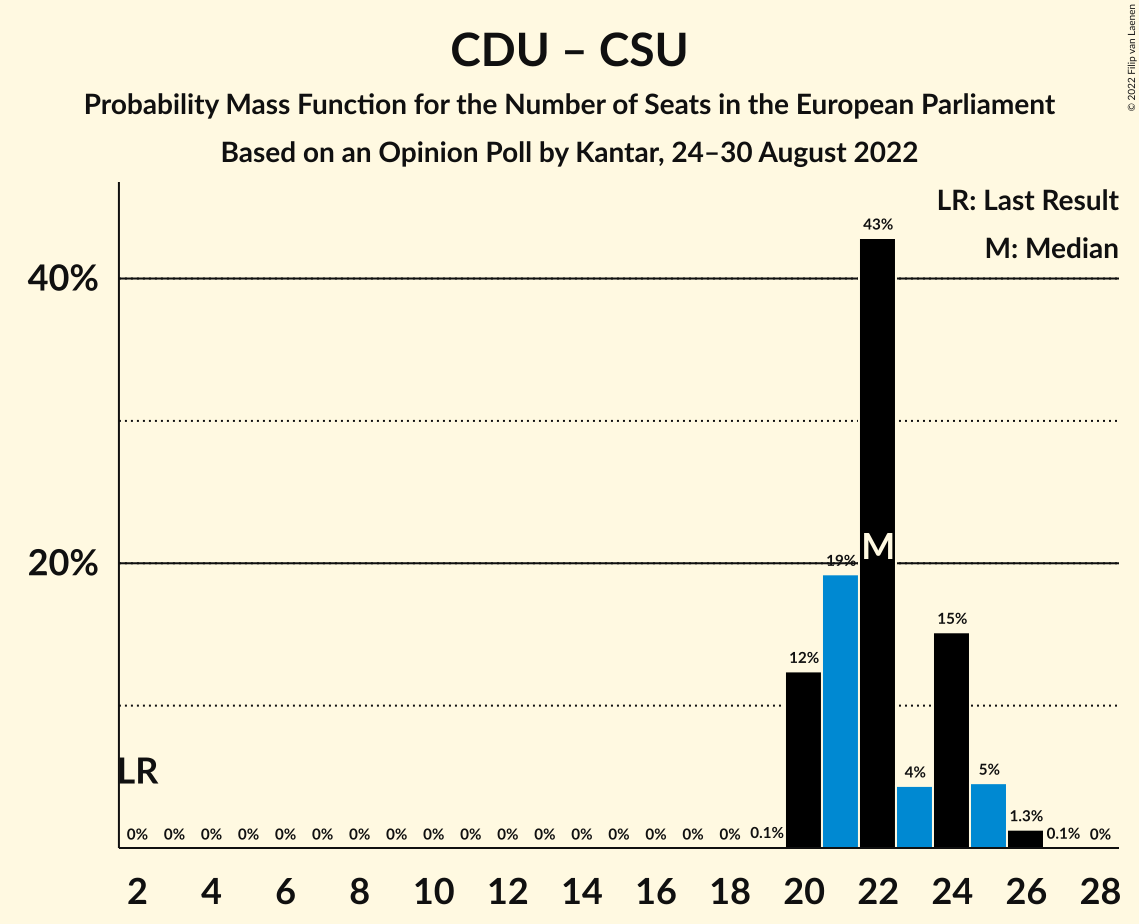 CDU – CSU
Probability Mass Function for the Number of Seats in the European Parliament
Based on an Opinion Poll by Kantar, 24–30 August 2022
© 2022 Filip van Laenen
LR: Last Result
M: Median
43%
40%
M
20%
19%
15%
12%
LR
4%
5%
1.3%
0% 0% 0% 0% 0% 0% 0% 0% 0% 0% 0% 0% 0% 0% 0% 0% 0% 0.1% 0.1% 0%
2 4 6 8 10 12 14 16 18 20 22 24 26 28